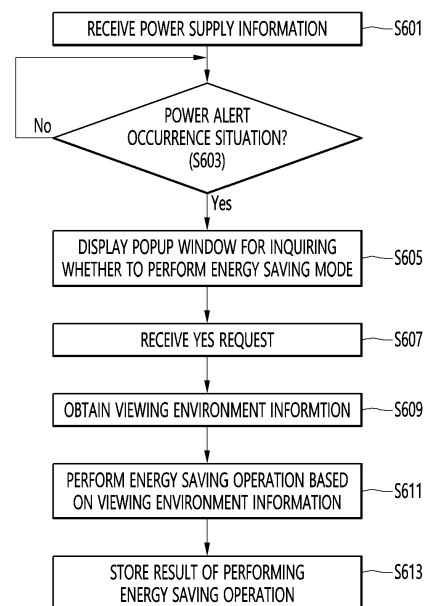 RECEIVE POWER SUPPLY INFORMATION
S601
POWER ALERT
OCCURRENCE SITUATION?
(S603)
No
Yes
DISPLAY POPUP WINDOW FOR INQUIRING
WHETHER TO PERFORM ENERGY SAVING MODE
S605
RECEIVE YES REQUEST
S607
OBTAIN VIEWING ENVIRONMENT INFORMTION
S609
PERFORM ENERGY SAVING OPERATION BASED
ON VIEWING ENVIRONMENT INFORMATION
S611
STORE RESULT OF PERFORMING
ENERGY SAVING OPERATION
S613